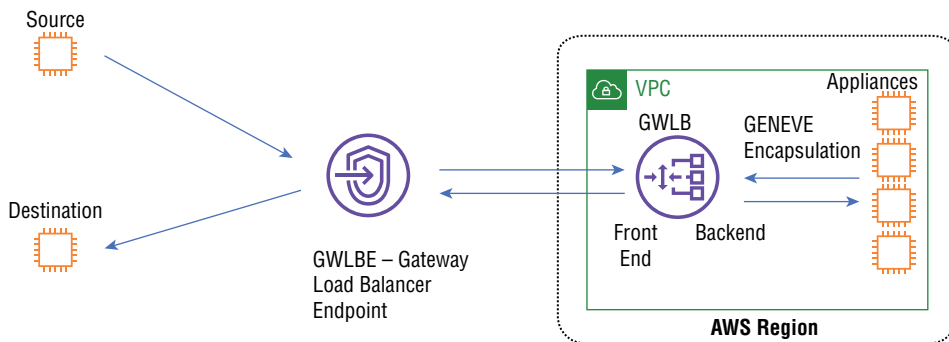 Source
Destination
GWLBE – Gateway
Load Balancer
Endpoint
VPC
GWLB
Front
End
Backend
GENEVE
Encapsulation
Appliances
AWS Region